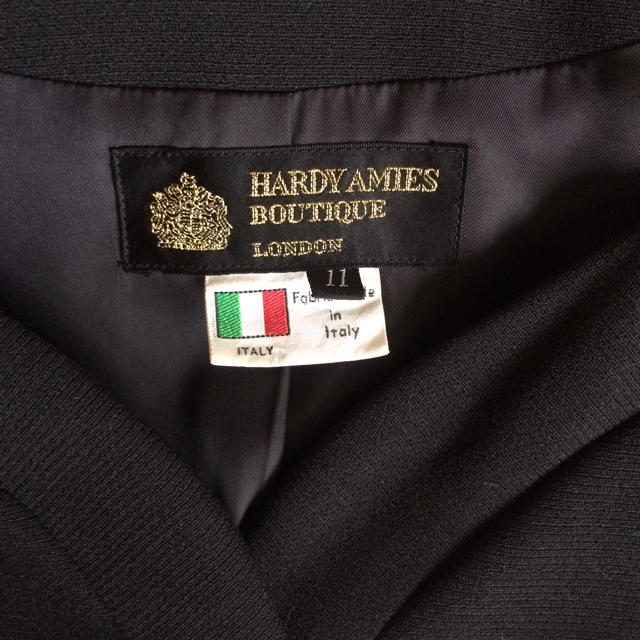 HARDY AMIES
BOUTIQUE
LONDON
11
in
Italy
ITALY